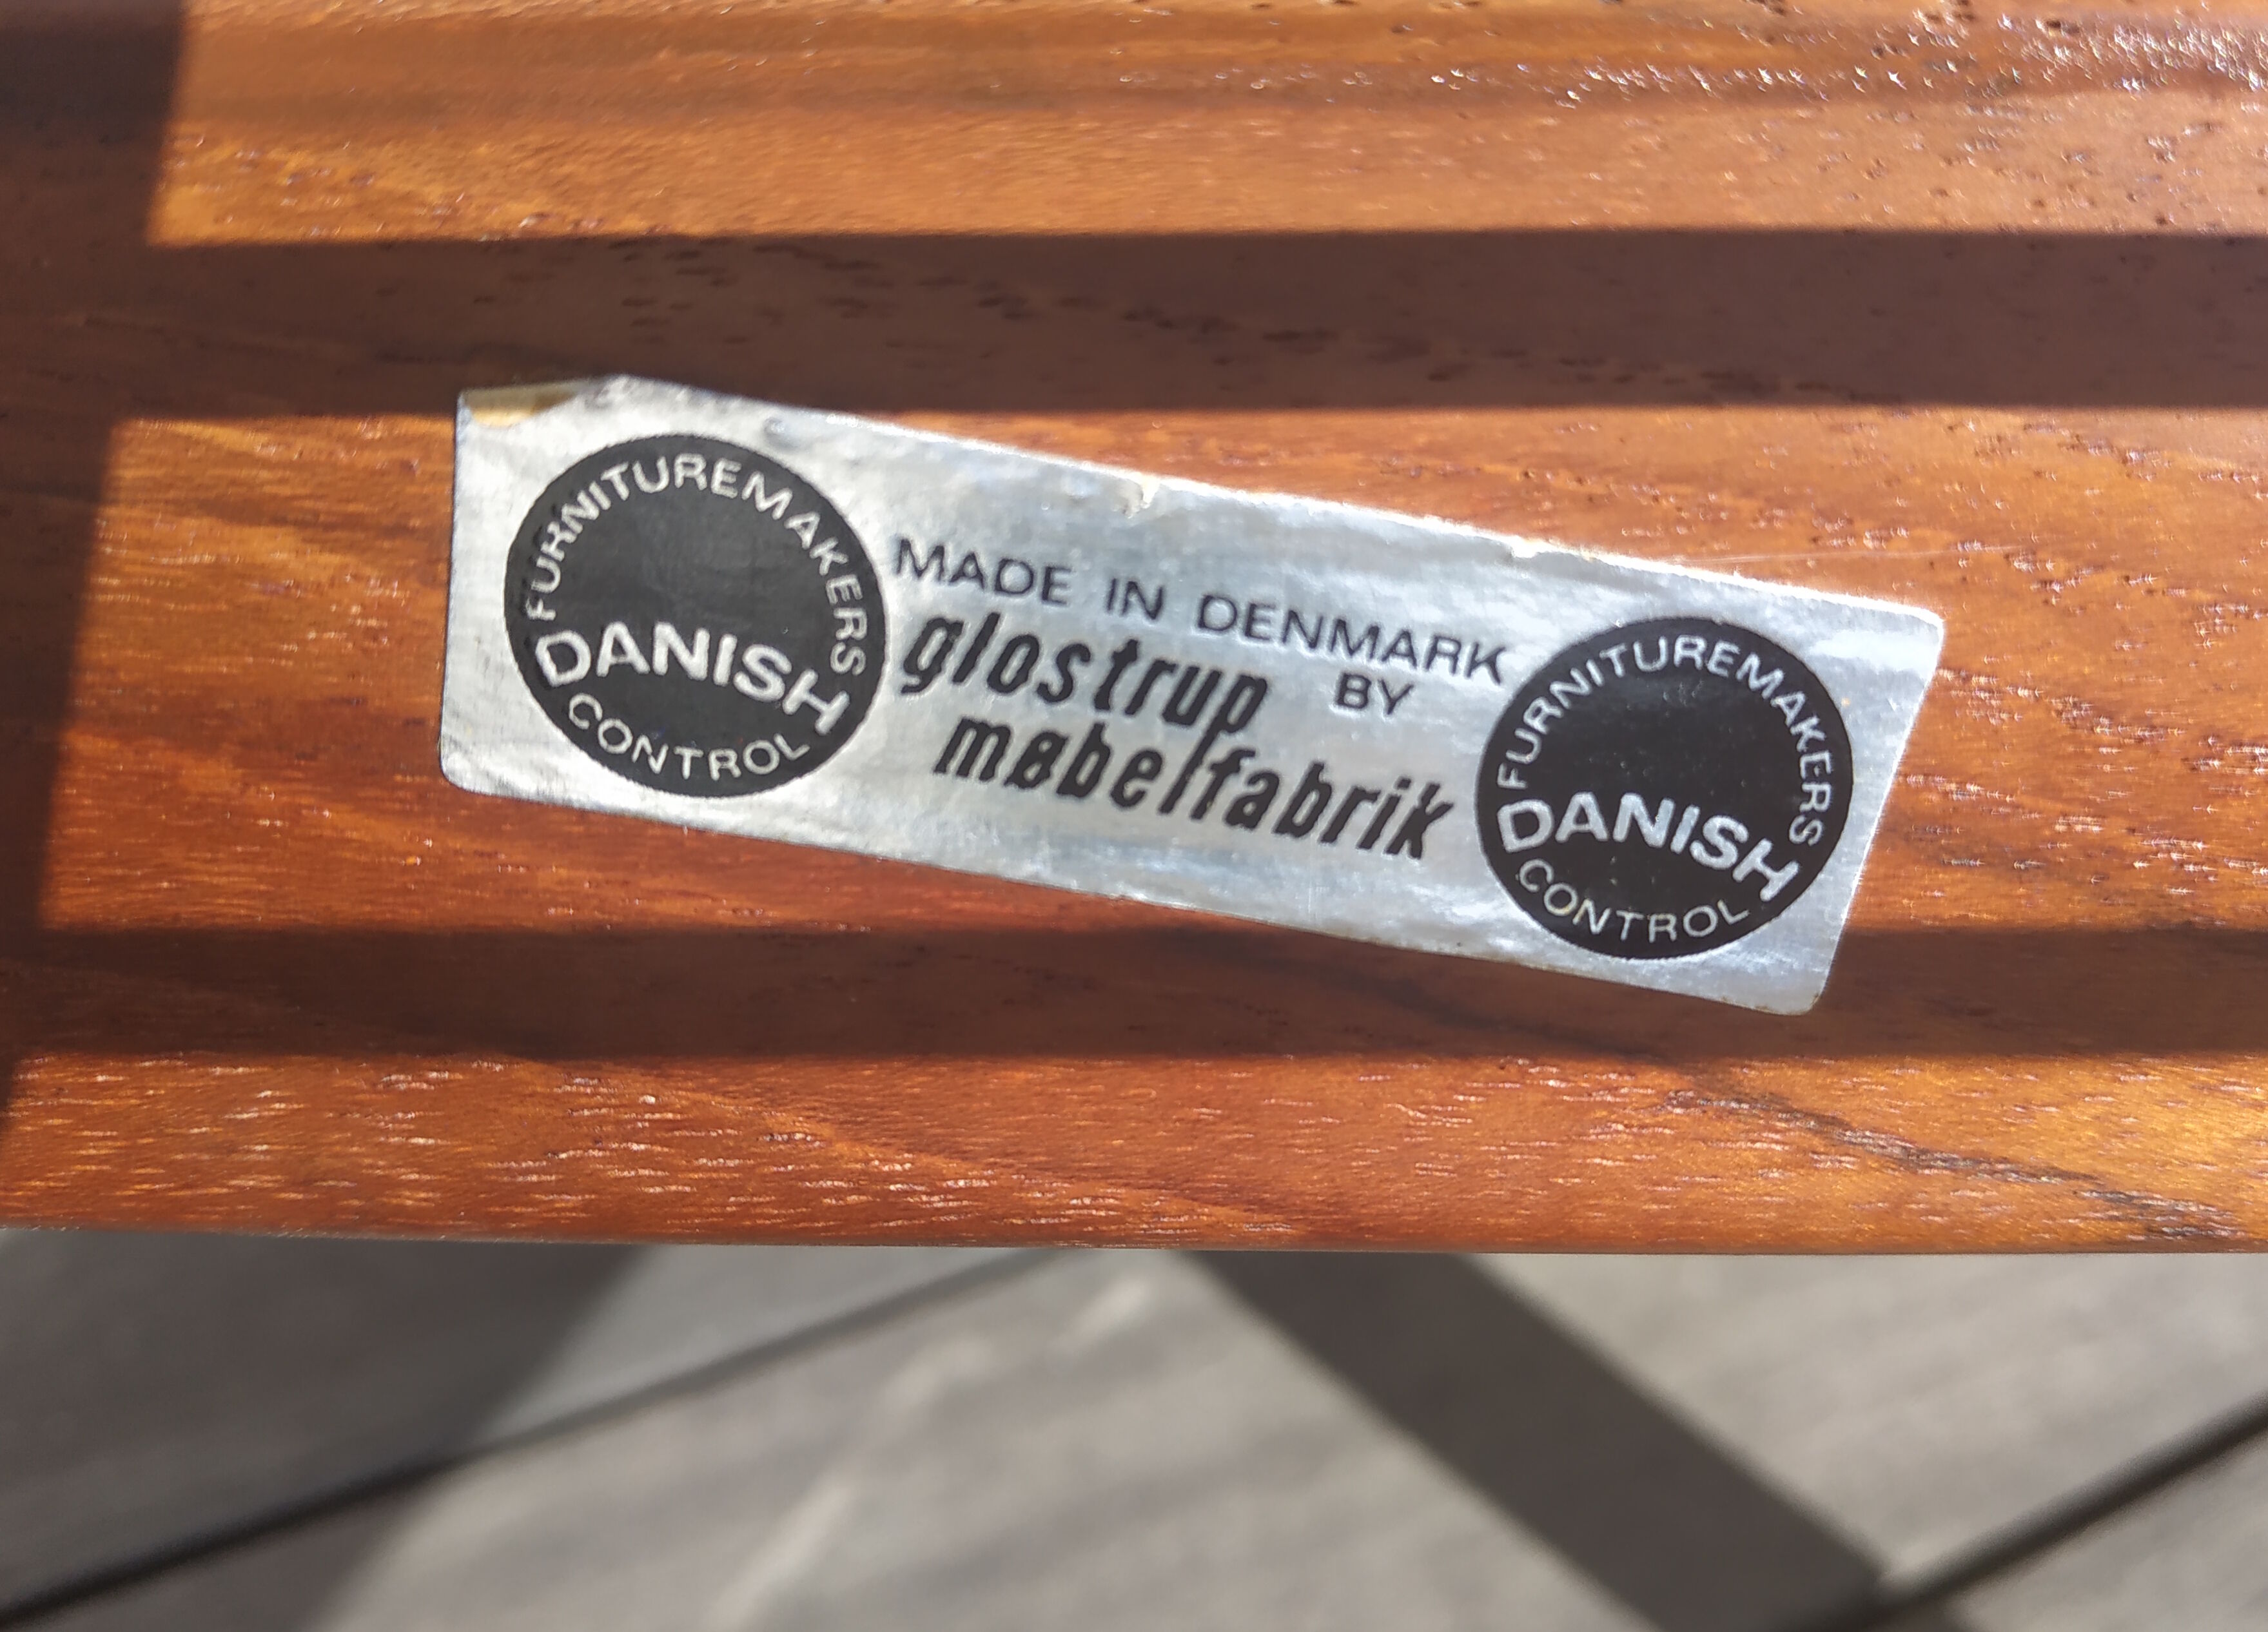 FURNITUREMAKERS
DANISH
CONTROL
MADE IN DENMARK
BY
glostrup
møbelfabrik
FURNITUREMAKERS
DANISH
CONTROL